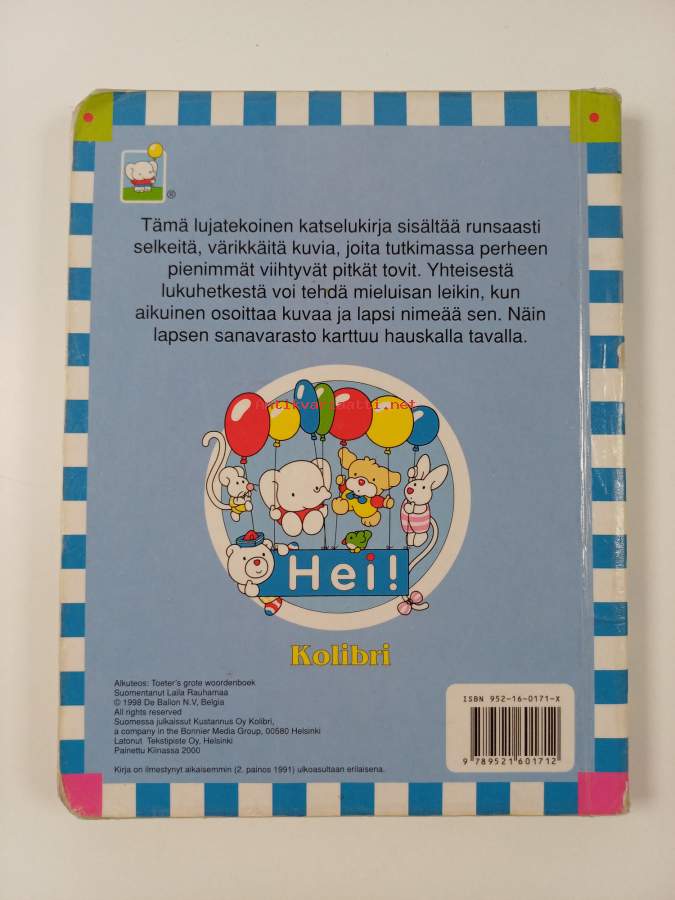 ®
Tämä lujatekoinen katselukirja sisältää runsaasti
selkeitä, värikkäitä kuvia, joita tutkimassa perheen
pienimmät viihtyvät pitkät tovit. Yhteisestä
lukuhetkestä voi tehdä mieluisan leikin, kun
aikuinen osoittaa kuvaa ja lapsi nimeää sen. Näin
lapsen sanavarasto karttuu hauskalla tavalla.
antikvariaatti.net
Hei!
Kolibri
Alkuteos: Toeter's grote woordenboek
Suomentanut Laila Rauhamaa
© 1998 De Ballon N.V, Belgia
All rights reserved
Suomessa julkaissut Kustannus Oy Kolibri,
a company in the Bonnier Media Group, 00580 Helsinki
Latonut Tekstipiste Oy, Helsinki
Painettu Kiinassa 2000
Kirja on ilmestynyt aikaisemmin (2. painos 1991) ulkoasultaan erilaisena.
ISBN 952-16-0171-X
9 789521 601712